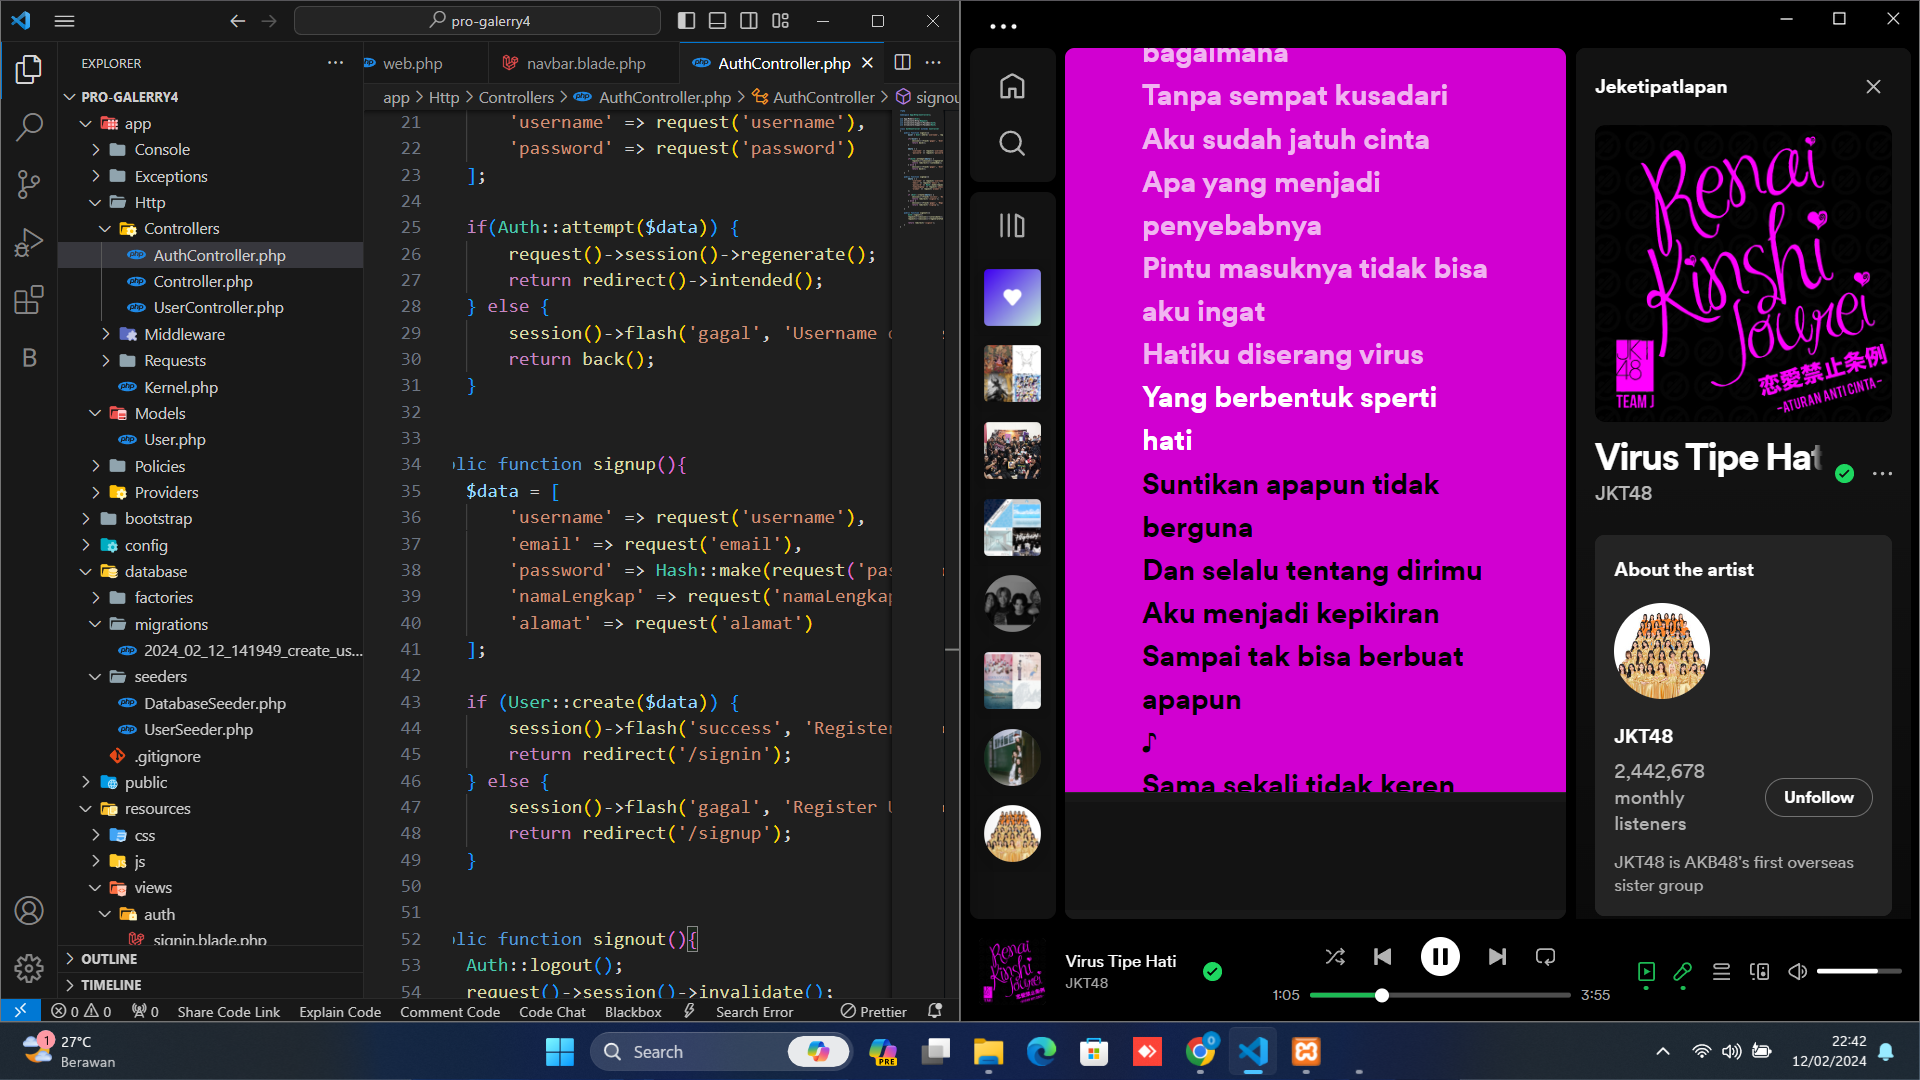 pro-galerry4
EXPLORER
PRO-GALERRY4
app
Console
Exceptions
Http
Controllers
AuthController.php
Controller.php
UserController.php
Middleware
Requests
Kernel.php
Models
User.php
Policies
Providers
bootstrap
config
database
factories
migrations
2024_02_12_141949_create_us...
seeders
DatabaseSeeder.php
UserSeeder.php
.gitignore
public
resources
css
js
views
auth
signin.blade.php
OUTLINE
TIMELINE
web.php
navbar.blade.php
AuthController.php
app > Http > Controllers > AuthController.php > AuthController > signou
21 'username' => request('username'),
22 'password' => request('password')
23 ];
24
25 if(Auth::attempt($data)) {
26 request()->session()->regenerate();
27 return redirect()->intended();
28 } else {
29 session()->flash('gagal', 'Username
30 return back();
31 }
32
33
34 lic function signup(){
35 $data = [
36 'username' => request('username'),
37 'email' => request('email'),
38 'password' => Hash::make(request('pa
39 'namaLengkap' => request('namaLengkap
40 'alamat' => request('alamat')
41 ];
42
43 if (User::create($data)) {
44 session()->flash('success', 'Register
45 return redirect('/signin');
46 } else {
47 session()->flash('gagal', 'Register
48 return redirect('/signup');
49 }
50
51
52 lic function signout(){
53 Auth::logout();
54 request()->session()->invalidate();
0 0 0 Share Code Link Explain Code Comment Code Code Chat Blackbox Search Error Prettier
bagaimana
Tanpa sempat kusadari
Aku sudah jatuh cinta
Apa yang menjadi
penyebabnya
Pintu masuknya tidak bisa
aku ingat
Hatiku diserang virus
Yang berbentuk sperti
hati
Suntikan apapun tidak
berguna
Dan selalu tentang dirimu
Aku menjadi kepikiran
Sampai tak bisa berbuat
apapun
♪
Sama sekali tidak keren
Jeketipatlapan
Renai
Kinshi
Jourei
JKT
48
TEAM J
恋愛禁止条例
~ATURAN ANTI CINTA~
Virus Tipe Hat
JKT48
About the artist
JKT48
2,442,678
monthly
listeners
Unfollow
JKT48 is AKB48's first overseas
sister group
Virus Tipe Hati
JKT48
1:05
3:55
1
27°C
Berawan
Search
PRE
0
22:42
12/02/2024